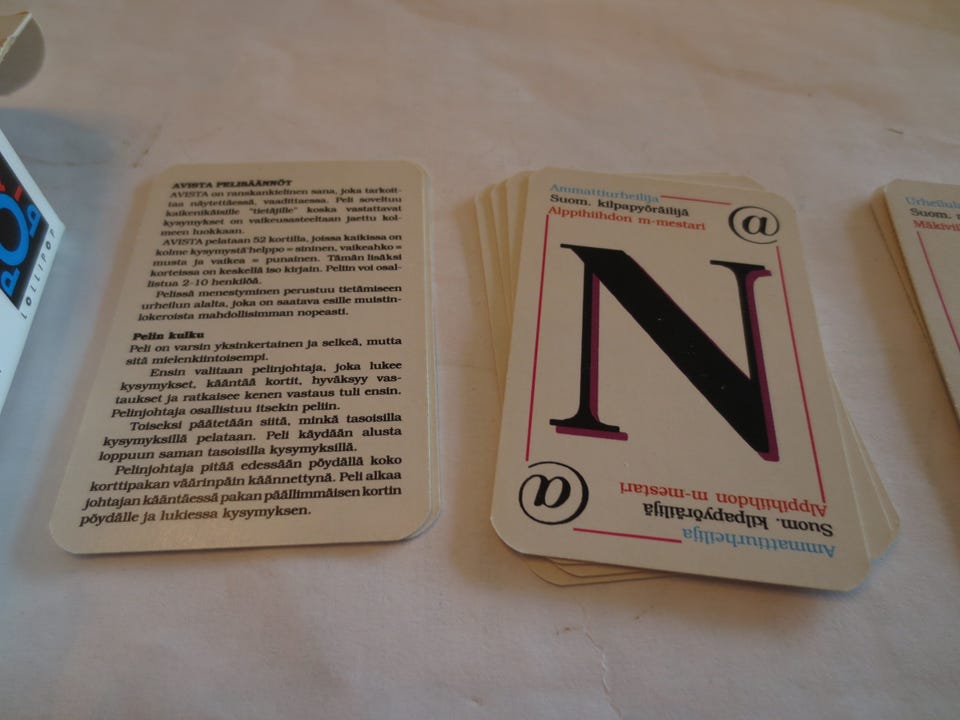 AVISTA PELISÄÄNNÖT
AVISTA on ranskankielinen sana, joka tarkoit-
taa näytettäessä, vaadittaessa. Peli soveltuu
kaikenikäisille "tietäjille" koska vastattavat
kysymykset on vaikeusasteeltaan jaettu kol-
meen luokkaan.
AVISTA pelataan 52 kortilla, joissa kaikissa on
kolme kysymystä helppo = sininen, vaikeahko =
musta ja vaikea = punainen. Tämän lisäksi
korteissa on keskellä iso kirjain. Peliin voi osal-
listua 2-10 henkilöä.
Pelissä menestyminen perustuu tietämiseen
urheilun alalta, joka on saatava esille muistin-
lokeroista mahdollisimman nopeasti.
Pelin kulku
Peli on varsin yksinkertainen ja selkeä, mutta
sitä mielenkiintoisempi.
Ensin valitaan pelinjohtaja, joka lukee
kysymykset, kääntää kortit, hyväksyy vas-
taukset ja ratkaisee kenen vastaus tuli ensin.
Pelinjohtaja osallistuu itsekin peliin.
Toiseksi päätetään siitä, minkä tasoisilla
kysymyksillä pelataan. Peli käydään alusta
loppuun saman tasoisilla kysymyksillä.
Pelinjohtaja pitää edessään pöydällä koko
korttipakan väärinpäin käännettynä. Peli alkaa
johtajan kääntäessä pakan päällimmäisen kortin
pöydälle ja lukiessa kysymyksen.
Ammattiurheilija
Suom. kilpapyöräilijä
Alppihiihdon m-mestari
@
N
@
Alppihiihdon m-mestari
Suom. kilpapyöräilijä
Ammattiurheilija
LOLLIPOP